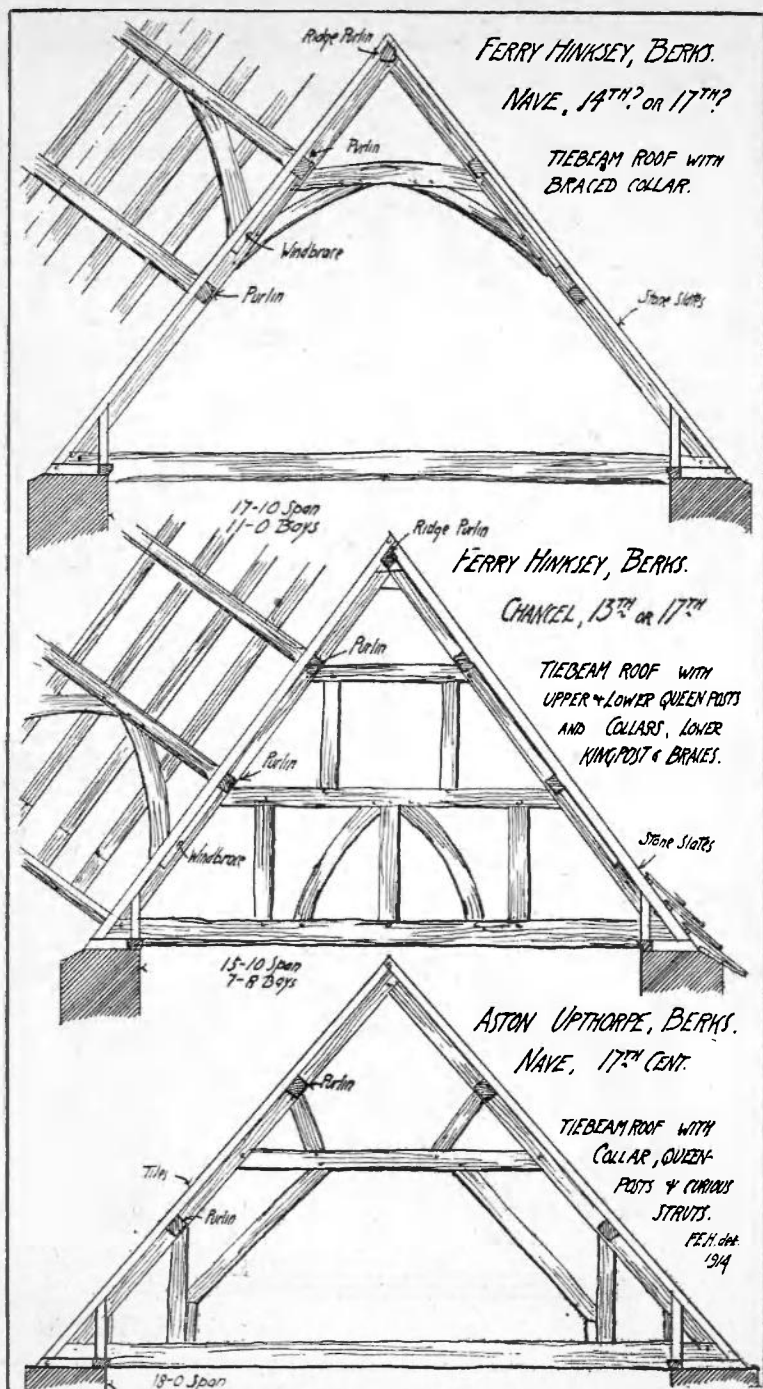 Ridge Purlin
FERRY HINKSEY, BERKS.
NAVE, 14TH? OR 17TH?
Purlin
TIEBEAM ROOF WITH
BRACED COLLAR.
Windbrace
Purlin
Stone Slates
17-10 Span
11-0 Bays
Ridge Purlin
FERRY HINKSEY, BERKS.
CHANCEL, 13TH OR 17TH
Purlin
TIEBEAM ROOF WITH
UPPER & LOWER QUEEN POSTS
AND COLLARS, LOWER
KINGPOST & BRACES.
Purlin
Windbrace
Stone Slates
15-10 Span
7-8 Bays
ASTON UPTHORPE, BERKS.
NAVE, 17TH CENT.
Purlin
TIEBEAM ROOF WITH
COLLAR, QUEEN-
POSTS & CURIOUS
STRUTS.
Tiles
Purlin
F.E.H. del.
1914
18-0 Span